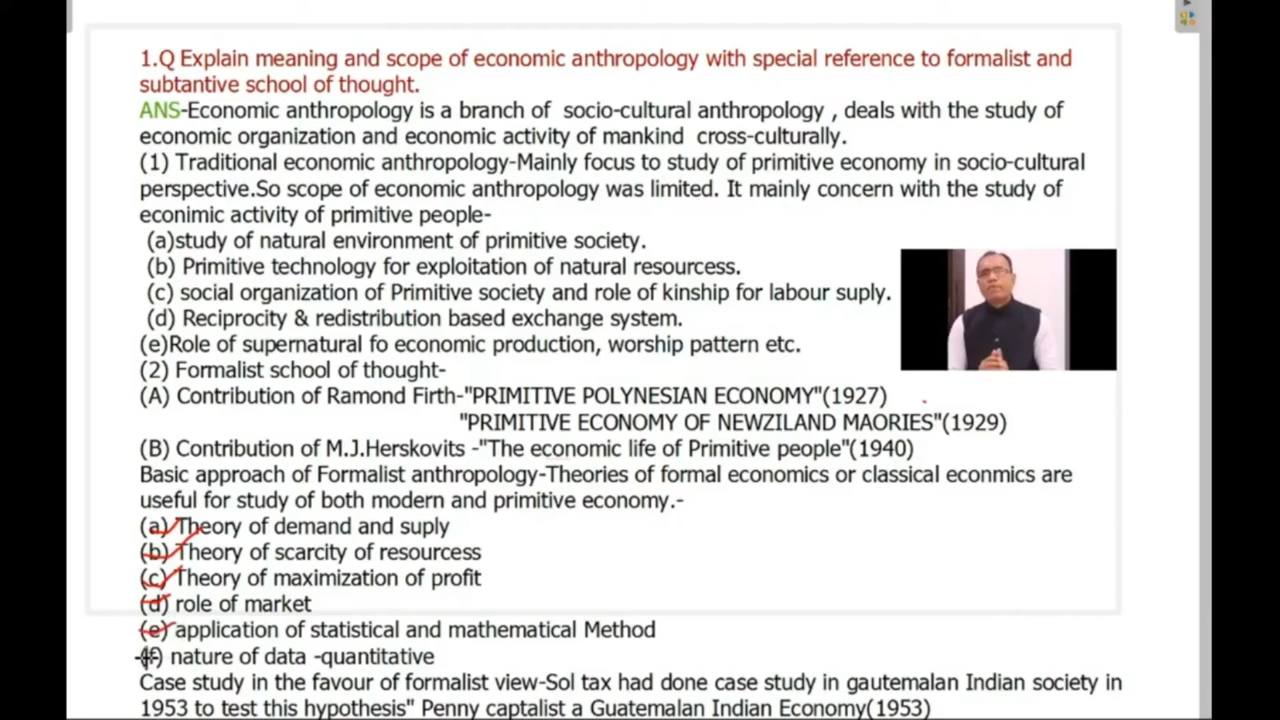 1.Q Explain meaning and scope of economic anthropology with special reference to formalist and
subtantive school of thought.
ANS-Economic anthropology is a branch of socio-cultural anthropology , deals with the study of
economic organization and economic activity of mankind cross-culturally.
(1) Traditional economic anthropology-Mainly focus to study of primitive economy in socio-cultural
perspective.So scope of economic anthropology was limited. It mainly concern with the study of
econimic activity of primitive people-
(a)study of natural environment of primitive society.
(b) Primitive technology for exploitation of natural resourcess.
(c) social organization of Primitive society and role of kinship for labour suply.
(d) Reciprocity & redistribution based exchange system.
(e)Role of supernatural fo economic production, worship pattern etc.
(2) Formalist school of thought-
(A) Contribution of Ramond Firth-"PRIMITIVE POLYNESIAN ECONOMY"(1927)
"PRIMITIVE ECONOMY OF NEWZILAND MAORIES"(1929)
(B) Contribution of M.J.Herskovits -"The economic life of Primitive people"(1940)
Basic approach of Formalist anthropology-Theories of formal economics or classical econmics are
useful for study of both modern and primitive economy.-
(a) Theory of demand and suply
(b) Theory of scarcity of resourcess
(c) Theory of maximization of profit
(d) role of market
(e) application of statistical and mathematical Method
(f) nature of data -quantitative
Case study in the favour of formalist view-Sol tax had done case study in gautemalan Indian society in
1953 to test this hypothesis" Penny captalist a Guatemalan Indian Economy(1953)